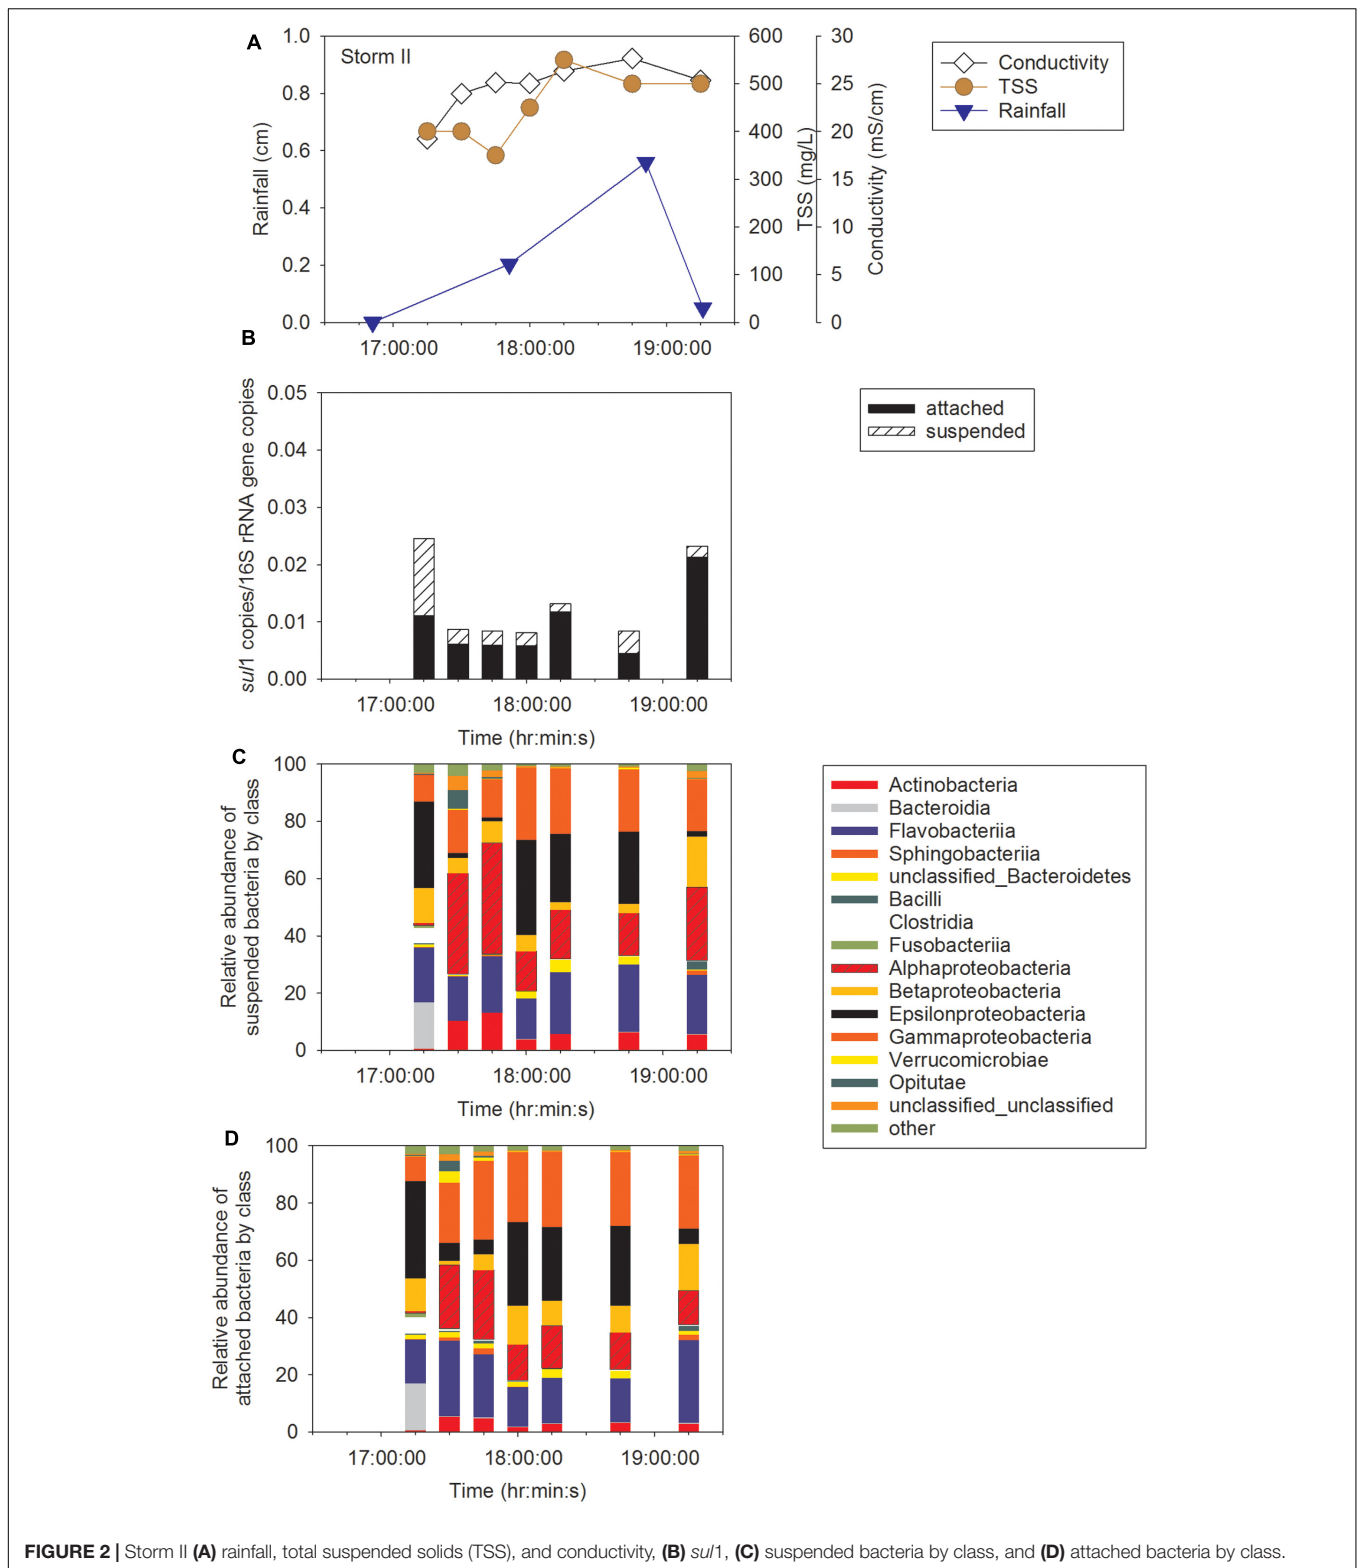 A
Storm II
1.0
0.8
0.6
0.4
0.2
0.0
Rainfall (cm)
600
500
400
300
200
100
0
TSS (mg/L)
30
25
20
15
10
5
0
Conductivity (mS/cm)
17:00:00 18:00:00 19:00:00
Conductivity
TSS
Rainfall
B
0.05
0.04
0.03
0.02
0.01
0.00
sul1 copies/16S rRNA gene copies
17:00:00 18:00:00 19:00:00
Time (hr:min:s)
attached
suspended
C
100
80
60
40
20
0
Relative abundance of
suspended bacteria by class
17:00:00 18:00:00 19:00:00
Time (hr:min:s)
Actinobacteria
Bacteroidia
Flavobacteriia
Sphingobacteriia
unclassified_Bacteroidetes
Bacilli
Clostridia
Fusobacteriia
Alphaproteobacteria
Betaproteobacteria
Epsilonproteobacteria
Gammaproteobacteria
Verrucomicrobiae
Opitutae
unclassified_unclassified
other
D
100
80
60
40
20
0
Relative abundance of
attached bacteria by class
17:00:00 18:00:00 19:00:00
Time (hr:min:s)
FIGURE 2 | Storm II (A) rainfall, total suspended solids (TSS), and conductivity, (B) sul1, (C) suspended bacteria by class, and (D) attached bacteria by class.